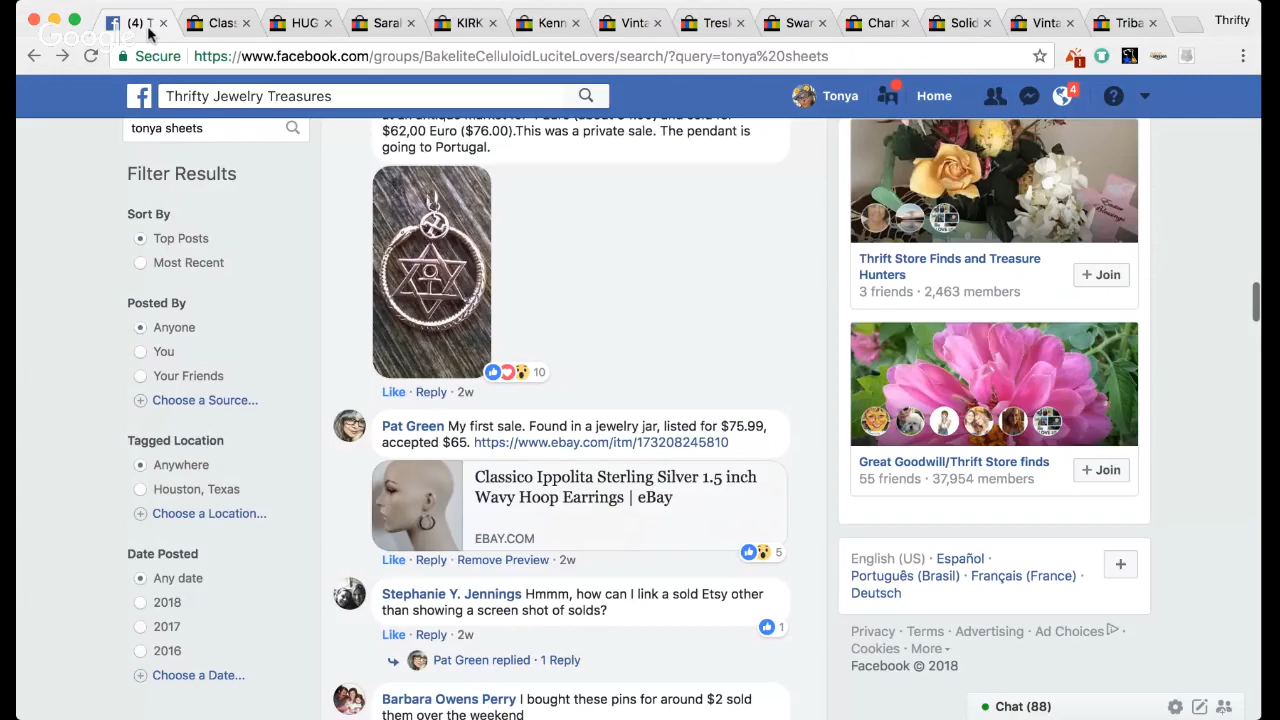 (4) T
Class
HUG
Saral
KIRK
Kenn
Vinta
Swar
Char
Solid
Vinta
Triba
Thrifty
Google
Secure
https://www.facebook.com/groups/BakeliteCelluloidLuciteLovers/search/?query=tonya%20sheets
Thrifty Jewelry Treasures
Tonya
Home
4
tonya sheets
Filter Results
Sort By
Top Posts
Most Recent
Posted By
Anyone
You
Your Friends
Choose a Source...
Tagged Location
Anywhere
Houston, Texas
Choose a Location...
Date Posted
Any date
2018
2017
2016
Choose a Date...
$62,00 Euro ($76.00).This was a private sale. The pendant is
going to Portugal.
10
Like · Reply · 2w
Pat Green My first sale. Found in a jewelry jar, listed for $75.99,
accepted $65. https://www.ebay.com/itm/173208245810
Classico Ippolita Sterling Silver 1.5 inch
Wavy Hoop Earrings | eBay
EBAY.COM
5
Like · Reply · Remove Preview · 2w
Stephanie Y. Jennings Hmmm, how can I link a sold Etsy other
than showing a screen shot of solds?
1
Like · Reply · 2w
Pat Green replied · 1 Reply
Barbara Owens Perry I bought these pins for around $2 sold
them over the weekend
Thrift Store Finds and Treasure
Hunters
3 friends · 2,463 members
+ Join
Great Goodwill/Thrift Store finds
55 friends · 37,954 members
+ Join
English (US) · Español ·
Português (Brasil) · Français (France) ·
Deutsch
Privacy · Terms · Advertising · Ad Choices ·
Cookies · More
Facebook © 2018
Chat (88)